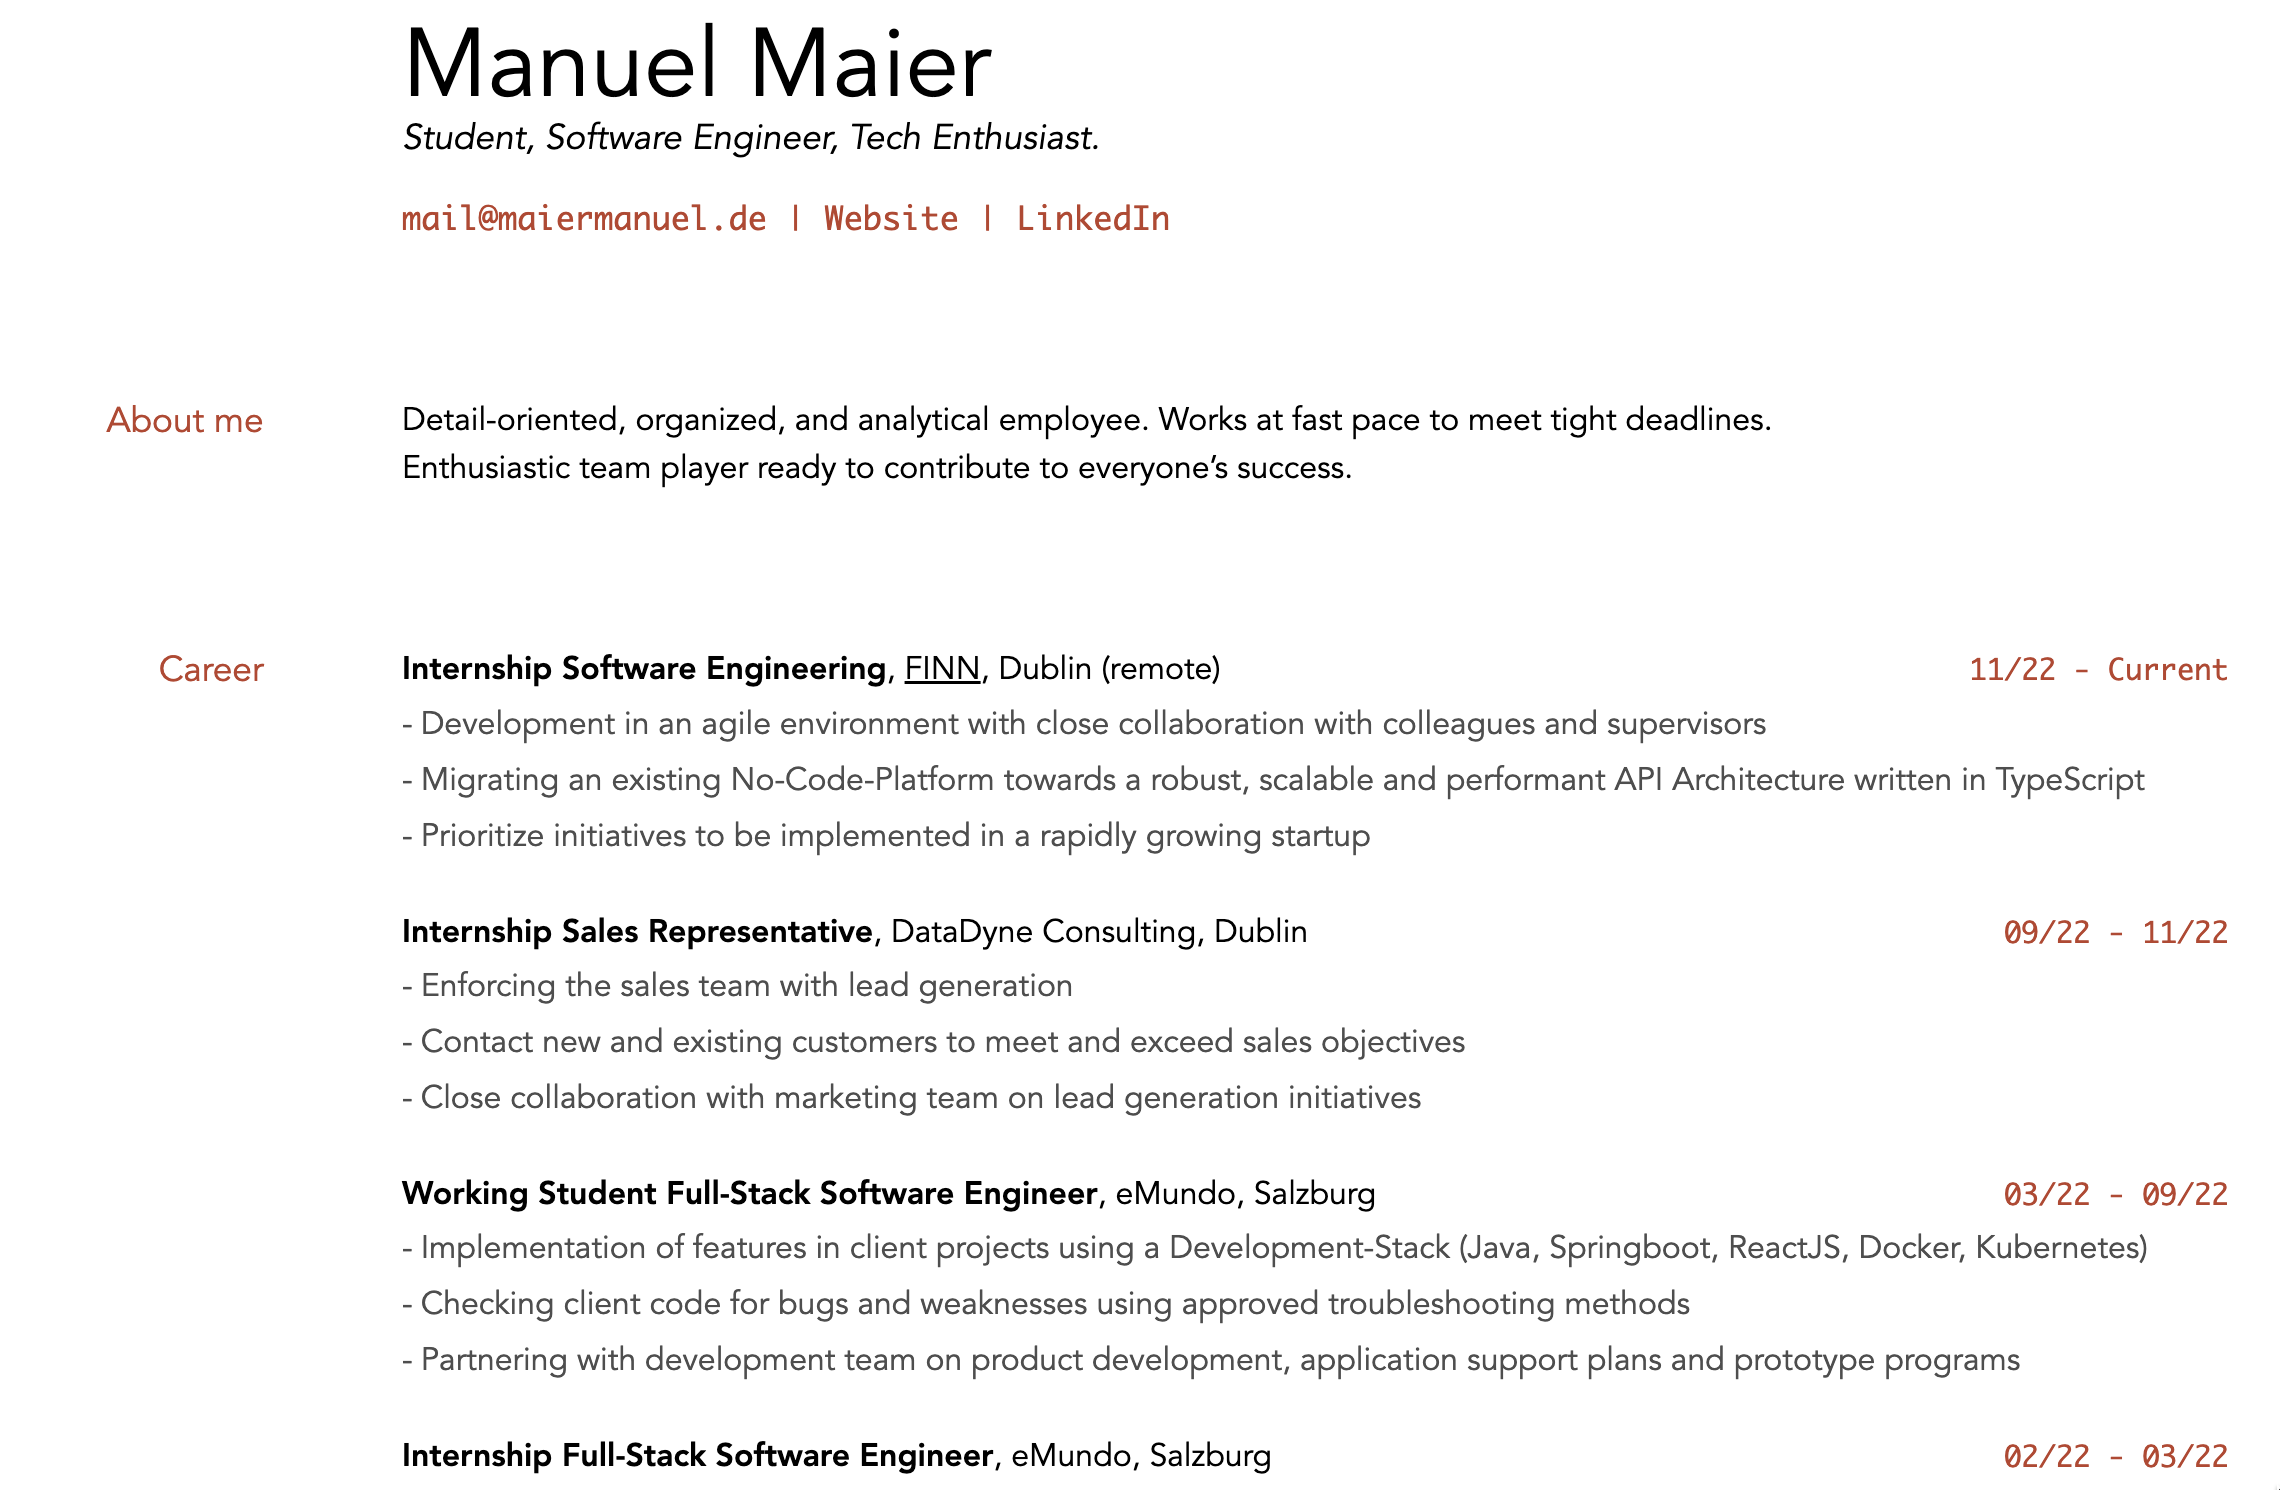 Manuel Maier
Student, Software Engineer, Tech Enthusiast.
mail@maiermanuel.de | Website | LinkedIn
About me
Detail-oriented, organized, and analytical employee. Works at fast pace to meet tight deadlines.
Enthusiastic team player ready to contribute to everyone’s success.
Career
Internship Software Engineering, FINN, Dublin (remote) 11/22 - Current
- Development in an agile environment with close collaboration with colleagues and supervisors
- Migrating an existing No-Code-Platform towards a robust, scalable and performant API Architecture written in TypeScript
- Prioritize initiatives to be implemented in a rapidly growing startup
Internship Sales Representative, DataDyne Consulting, Dublin 09/22 - 11/22
- Enforcing the sales team with lead generation
- Contact new and existing customers to meet and exceed sales objectives
- Close collaboration with marketing team on lead generation initiatives
Working Student Full-Stack Software Engineer, eMundo, Salzburg 03/22 - 09/22
- Implementation of features in client projects using a Development-Stack (Java, Springboot, ReactJS, Docker, Kubernetes)
- Checking client code for bugs and weaknesses using approved troubleshooting methods
- Partnering with development team on product development, application support plans and prototype programs
Internship Full-Stack Software Engineer, eMundo, Salzburg 02/22 - 03/22